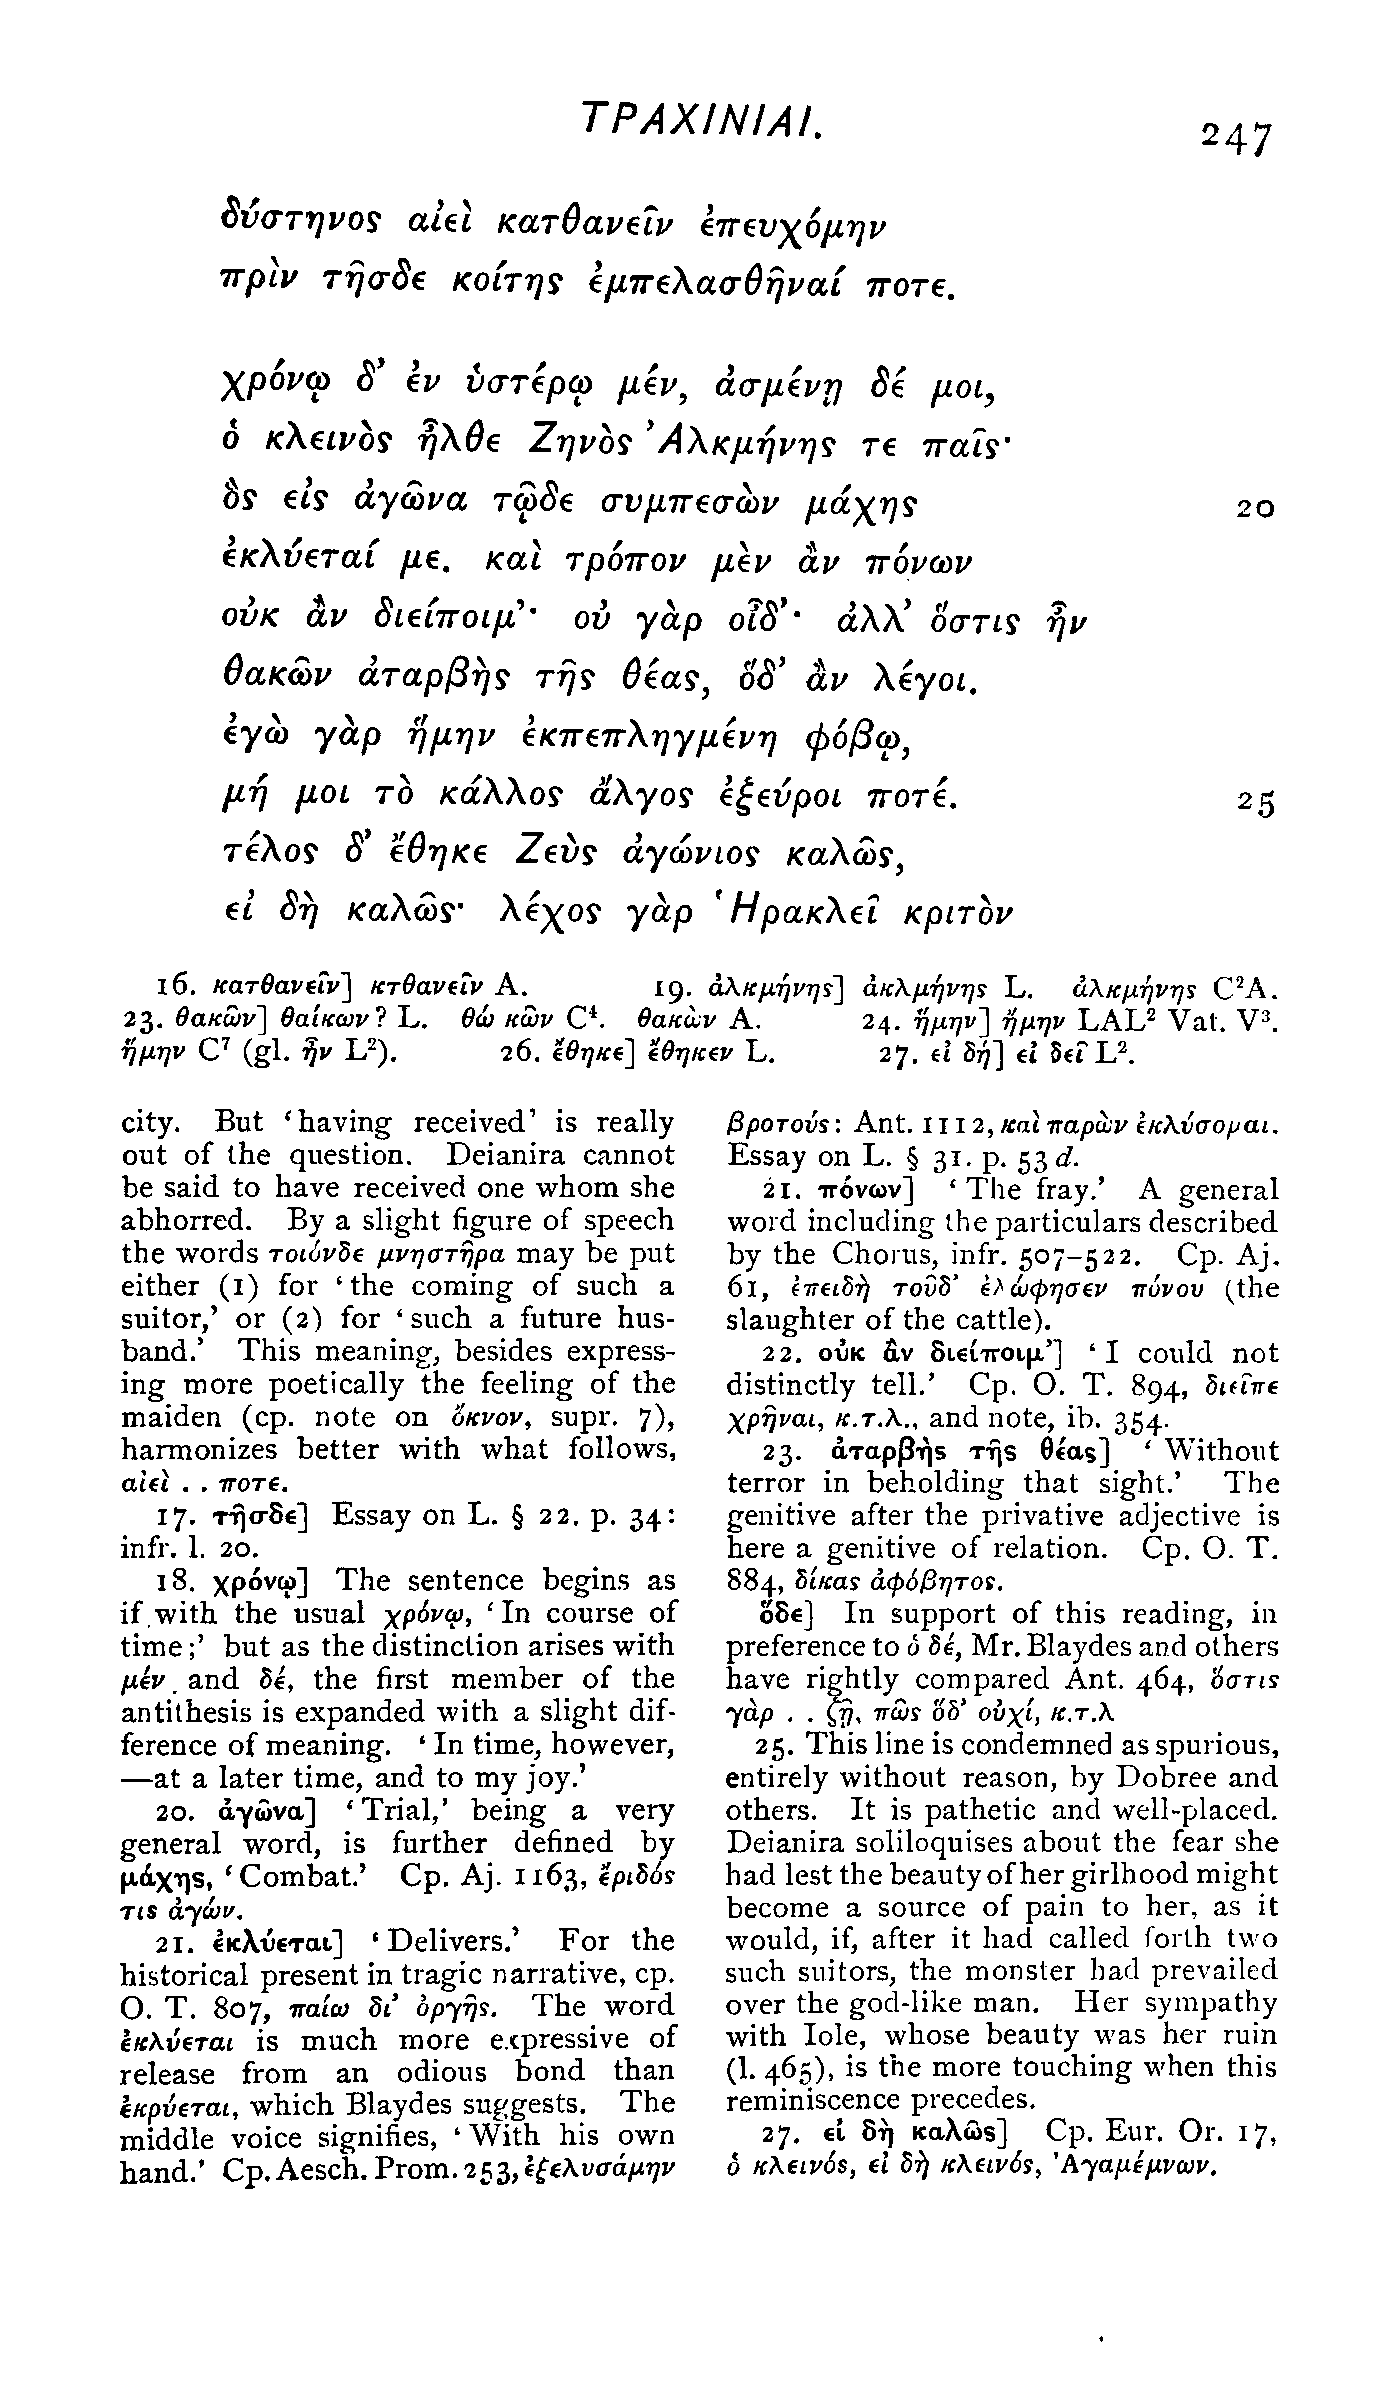 ΤΡΑΧΙΝΙΑΙ.
247
δύστηνος αἰεὶ κατθανεῖν ἐπευχόμην
πρὶν τῆσδε κοίτης ἐμπελασθῆναί ποτε.
χρόνῳ δ’ ἐν ὑστέρῳ μέν, ἀσμένῃ δέ μοι,
ὁ κλεινὸς ἦλθε Ζηνὸς Ἀλκμήνης τε παῖς·
ὃς εἰς ἀγῶνα τῷδε συμπεσὼν μάχης 20
ἐκλύεταί με. καὶ τρόπον μὲν ἂν πόνων
οὐκ ἂν διείποιμ’· οὐ γὰρ οἶδ’· ἀλλ’ ὅστις ἦν
θακῶν ἀταρβὴς τῆς θέας, ὅδ’ ἂν λέγοι.
ἐγὼ γὰρ ἥμην ἐκπεπληγμένη φόβῳ,
μή μοι τὸ κάλλος ἄλγος ἐξεύροι ποτέ. 25
τέλος δ’ ἔθηκε Ζεὺς ἀγώνιος καλῶς,
εἰ δὴ καλῶς· λέχος γὰρ Ἡρακλεῖ κριτὸν
16. κατθανεῖν] κτθανεῖν A. 19. ἀλκμήνης] ἀκλμήνης L. ἀλκμήνης C²A.
23. θακῶν] θαίκων? L. θώ κῶν C⁴. θακὼν A. 24. ἥμην] ἤμην LAL² Vat. V³.
ἥμην C⁷ (gl. ἦν L²). 26. ἔθηκε] ἔθηκεν L. 27. εἰ δή] εἰ δεῖ L².
city. But ‘having received’ is really
out of the question. Deianira cannot
be said to have received one whom she
abhorred. By a slight figure of speech
the words τοιόνδε μνηστῆρα may be put
either (1) for ‘the coming of such a
suitor,’ or (2) for ‘such a future hus-
band.’ This meaning, besides express-
ing more poetically the feeling of the
maiden (cp. note on ὄκνον, supr. 7),
harmonizes better with what follows,
αἰεὶ . . ποτε.
17. τῆσδε] Essay on L. § 22. p. 34:
infr. l. 20.
18. χρόνῳ] The sentence begins as
if with the usual χρόνῳ, ‘In course of
time;’ but as the distinction arises with
μέν and δέ, the first member of the
antithesis is expanded with a slight dif-
ference of meaning. ‘In time, however,
—at a later time, and to my joy.’
20. ἀγῶνα] ‘Trial,’ being a very
general word, is further defined by
μάχης, ‘Combat.’ Cp. Aj. 1163, ἔριδός
τις ἀγών.
21. ἐκλύεται] ‘Delivers.’ For the
historical present in tragic narrative, cp.
O. T. 807, παίω δι’ ὀργῆς. The word
ἐκλύεται is much more expressive of
release from an odious bond than
ἐκρύεται, which Blaydes suggests. The
middle voice signifies, ‘With his own
hand.’ Cp. Aesch. Prom. 253, ἐξελυσάμην
βροτούς: Ant. 1112, καὶ παρὼν ἐκλύσομαι.
Essay on L. § 31. p. 53 d.
21. πόνων] ‘The fray.’ A general
word including the particulars described
by the Chorus, infr. 507–522. Cp. Aj.
61, ἐπειδὴ τοῦδ’ ἐλώφησεν πόνου (the
slaughter of the cattle).
22. οὐκ ἂν διείποιμ’] ‘I could not
distinctly tell.’ Cp. O. T. 894, διεῖπε
χρῆναι, κ.τ.λ., and note, ib. 354.
23. ἀταρβὴς τῆς θέας] ‘Without
terror in beholding that sight.’ The
genitive after the privative adjective is
here a genitive of relation. Cp. O. T.
884, δίκας ἀφόβητος.
ὅδε] In support of this reading, in
preference to ὁ δέ, Mr. Blaydes and others
have rightly compared Ant. 464, ὅστις
γὰρ . . ζῇ, πῶς ὅδ’ οὐχί, κ.τ.λ
25. This line is condemned as spurious,
entirely without reason, by Dobree and
others. It is pathetic and well-placed.
Deianira soliloquises about the fear she
had lest the beauty of her girlhood might
become a source of pain to her, as it
would, if, after it had called forth two
such suitors, the monster had prevailed
over the god-like man. Her sympathy
with Iole, whose beauty was her ruin
(l. 465), is the more touching when this
reminiscence precedes.
27. εἰ δὴ καλῶς] Cp. Eur. Or. 17,
ὁ κλεινός, εἰ δὴ κλεινός, Ἀγαμέμνων.